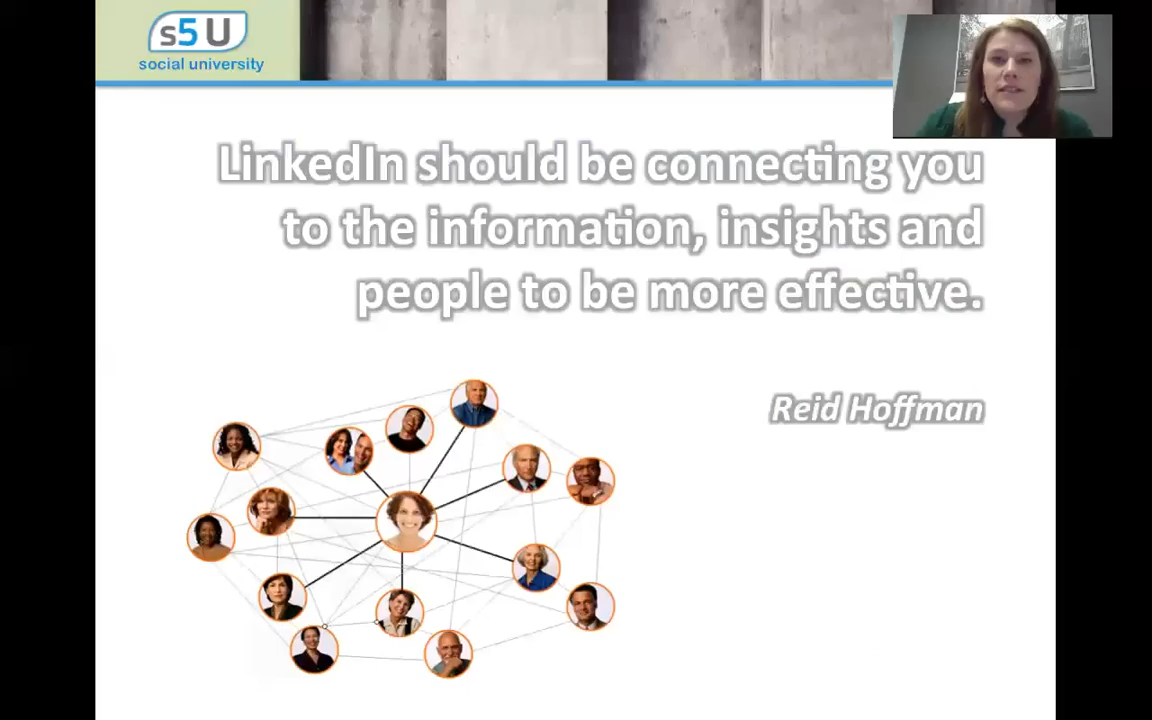 s5U
social university
LinkedIn should be connecting you
to the information, insights and
people to be more effective.
Reid Hoffman